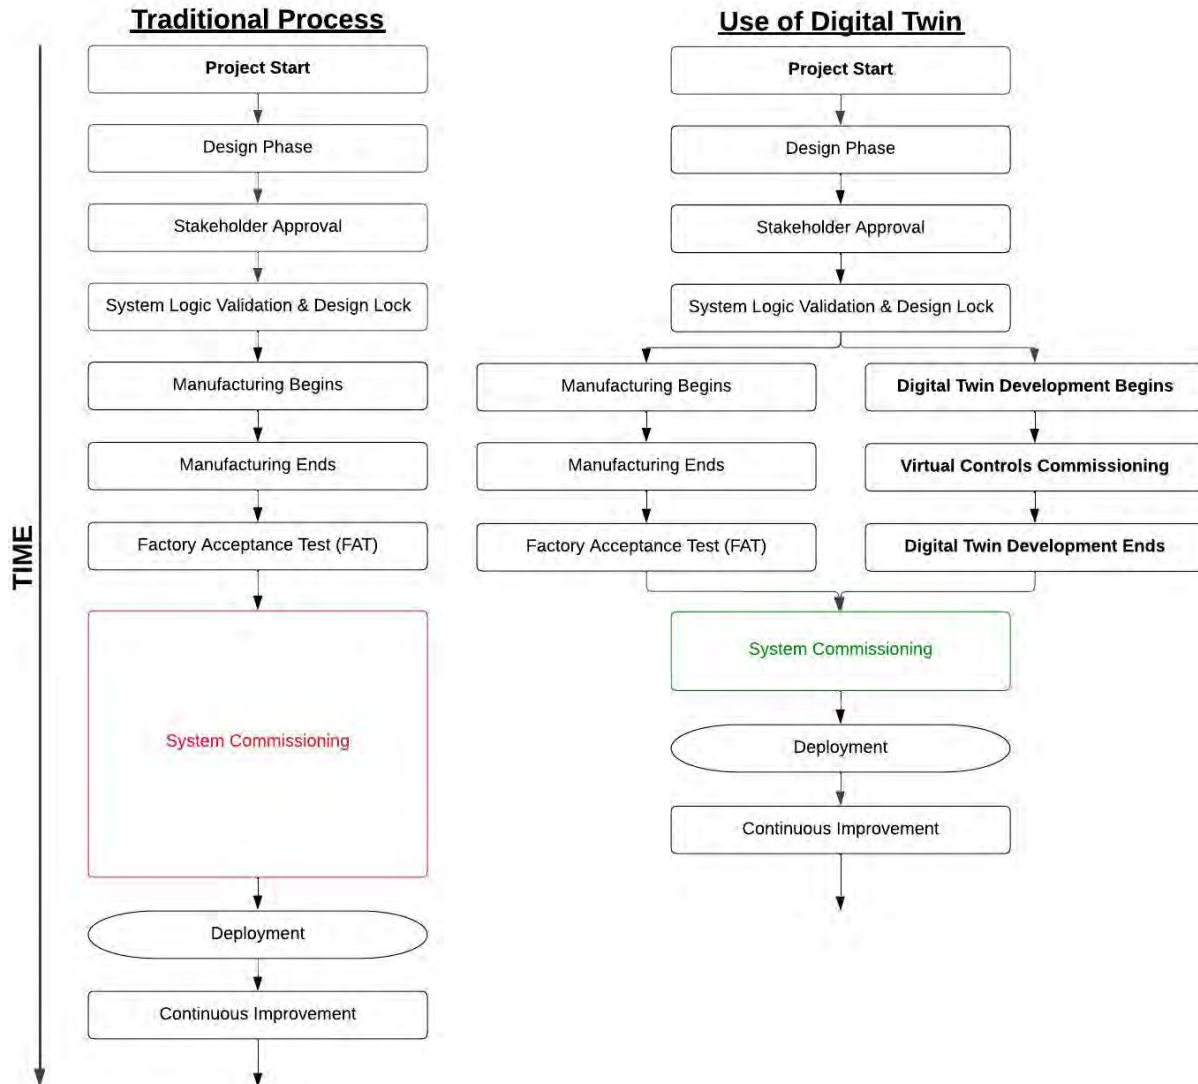 Traditional Process
Project Start
Design Phase
Stakeholder Approval
System Logic Validation & Design Lock
Manufacturing Begins
Manufacturing Ends
Factory Acceptance Test (FAT)
System Commissioning
Deployment
Continuous Improvement
TIME
Use of Digital Twin
Project Start
Design Phase
Stakeholder Approval
System Logic Validation & Design Lock
Manufacturing Begins
Manufacturing Ends
Factory Acceptance Test (FAT)
Digital Twin Development Begins
Virtual Controls Commissioning
Digital Twin Development Ends
System Commissioning
Deployment
Continuous Improvement